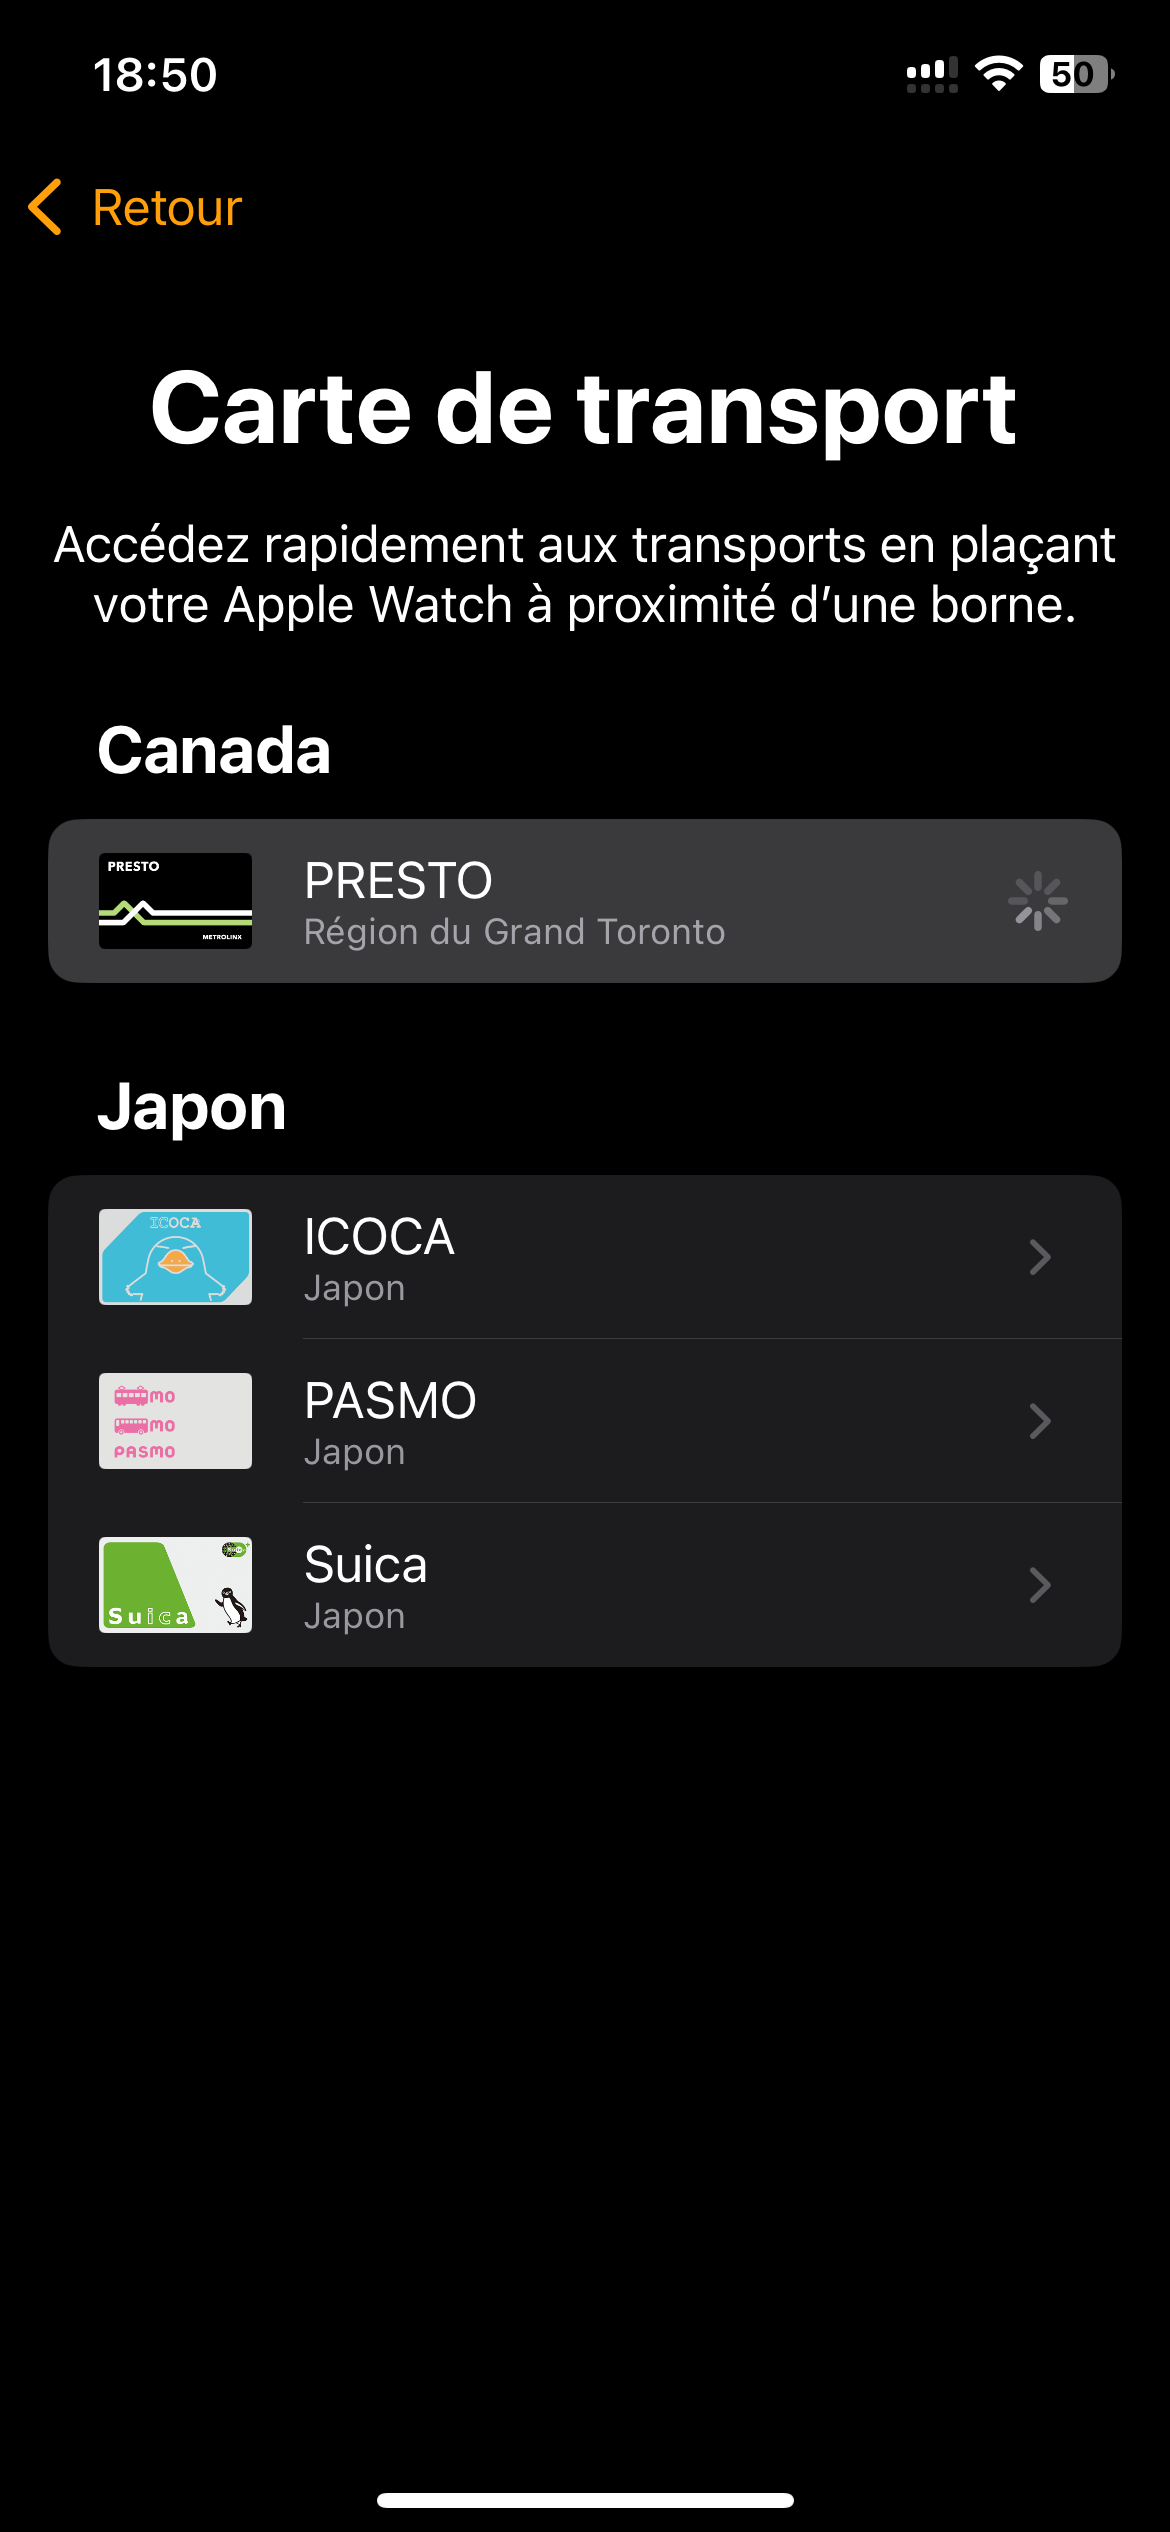 18:50
50
Retour
Carte de transport
Accédez rapidement aux transports en plaçant
votre Apple Watch à proximité d’une borne.
Canada
PRESTO
METROLINX
PRESTO
Région du Grand Toronto
Japon
ICOCA
ICOCA
Japon
mo
mo
PASMO
PASMO
Japon
Suica
Suica
Japon